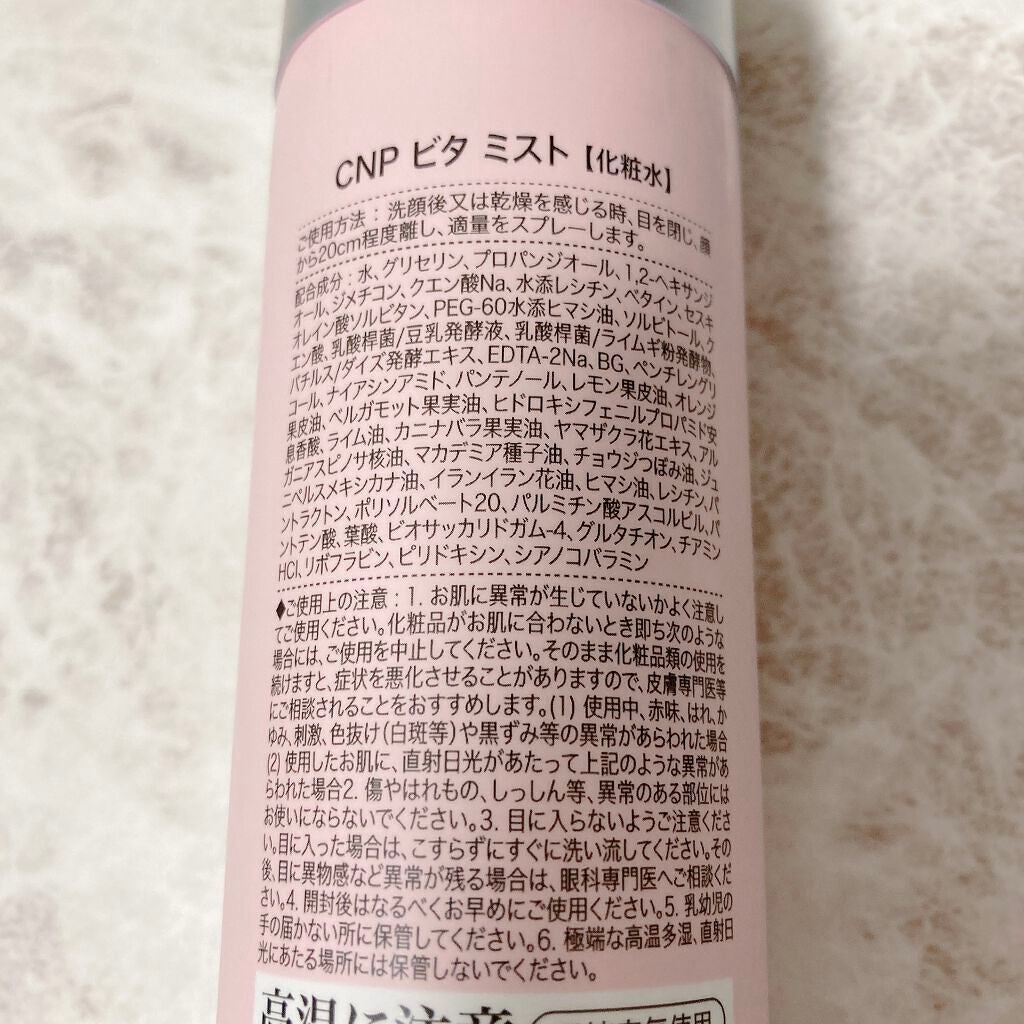 CNP ビタ ミスト【化粧水】
ご使用方法：洗顔後又は乾燥を感じる時、目を閉じ、顔
から20cm程度離し、適量をスプレーします。
配合成分：水、グリセリン、プロパンジオール、1,2-ヘキサンジ
オール、ジメチコン、クエン酸Na、水添レシチン、ベタイン、セスキ
オレイン酸ソルビタン、PEG-60水添ヒマシ油、ソルビトール、ク
エン酸、乳酸桿菌/豆乳発酵液、乳酸桿菌/ライムギ粉発酵物、
バチルス/ダイズ発酵エキス、EDTA-2Na、BG、ペンチレングリ
コール、ナイアシンアミド、パンテノール、レモン果皮油、オレンジ
果皮油、ベルガモット果実油、ヒドロキシフェニルプロパミド安
息香酸、ライム油、カニナバラ果実油、ヤマザクラ花エキス、アル
ガニアスピノサ核油、マカデミア種子油、チョウジつぼみ油、ジュ
ニペルスメキシカナ油、イランイラン花油、ヒマシ油、レシチン、パ
ントラクトン、ポリソルベート20、パルミチン酸アスコルビル、パ
ントテン酸、葉酸、ビオサッカリドガム-4、グルタチオン、チアミン
HCl、リボフラビン、ピリドキシン、シアノコバラミン
◆ご使用上の注意：1. お肌に異常が生じていないかよく注意し
てご使用ください。化粧品がお肌に合わないとき即ち次のような
場合には、ご使用を中止してください。そのまま化粧品類の使用を
続けますと、症状を悪化させることがありますので、皮膚専門医等
にご相談されることをおすすめします。(1) 使用中、赤味、はれ、か
ゆみ、刺激、色抜け(白斑等)や黒ずみ等の異常があらわれた場合
(2) 使用したお肌に、直射日光があたって上記のような異常があ
らわれた場合2. 傷やはれもの、しっしん等、異常のある部位には
お使いにならないでください。3. 目に入らないようご注意くださ
い。目に入った場合は、こすらずにすぐに洗い流してください。その
後、目に異物感など異常が残る場合は、眼科専門医へご相談くだ
さい。4. 開封後はなるべくお早めにご使用ください。5. 乳幼児の
手の届かない所に保管してください。6. 極端な高温多湿、直射日
光にあたる場所には保管しないでください。
高温に注意